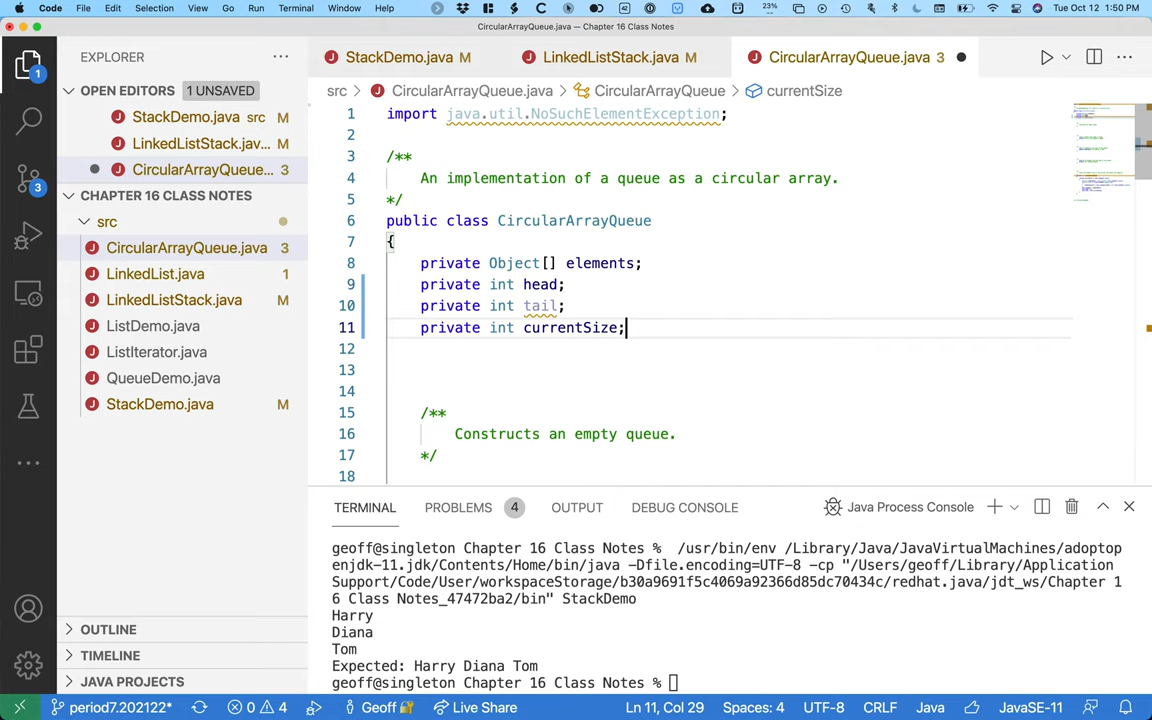 Code File Edit Selection View Go Run Terminal Window Help 23% Tue Oct 12 1:50 PM
CircularArrayQueue.java — Chapter 16 Class Notes
EXPLORER
StackDemo.java M LinkedListStack.java M CircularArrayQueue.java 3
OPEN EDITORS 1 UNSAVED
src > CircularArrayQueue.java > CircularArrayQueue > currentSize
StackDemo.java src M
LinkedListStack.jav... M
CircularArrayQueue... 3
CHAPTER 16 CLASS NOTES
src
CircularArrayQueue.java 3
LinkedList.java 1
LinkedListStack.java M
ListDemo.java
ListIterator.java
QueueDemo.java
StackDemo.java M
OUTLINE
TIMELINE
JAVA PROJECTS
1 import java.util.NoSuchElementException;
2
3 /**
4 An implementation of a queue as a circular array.
5 */
6 public class CircularArrayQueue
7 {
8 private Object[] elements;
9 private int head;
10 private int tail;
11 private int currentSize;
12
13
14
15 /**
16 Constructs an empty queue.
17 */
18
TERMINAL PROBLEMS 4 OUTPUT DEBUG CONSOLE Java Process Console
geoff@singleton Chapter 16 Class Notes % /usr/bin/env /Library/Java/JavaVirtualMachines/adoptop
enjdk-11.jdk/Contents/Home/bin/java -Dfile.encoding=UTF-8 -cp "/Users/geoff/Library/Application
Support/Code/User/workspaceStorage/b30a9691f5c4069a92366d85dc70434c/redhat.java/jdt_ws/Chapter 1
6 Class Notes_47472ba2/bin" StackDemo
Harry
Diana
Tom
Expected: Harry Diana Tom
geoff@singleton Chapter 16 Class Notes %
period7.202122* 0 4 Geoff Live Share Ln 11, Col 29 Spaces: 4 UTF-8 CRLF Java JavaSE-11